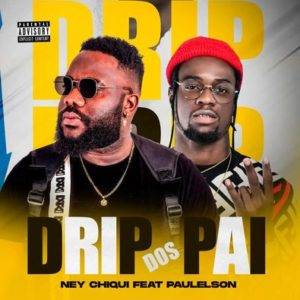 PARENTAL
ADVISORY
EXPLICIT CONTENT
DRIP
DRIP DOS PAI
NEY CHIQUI FEAT PAULELSON